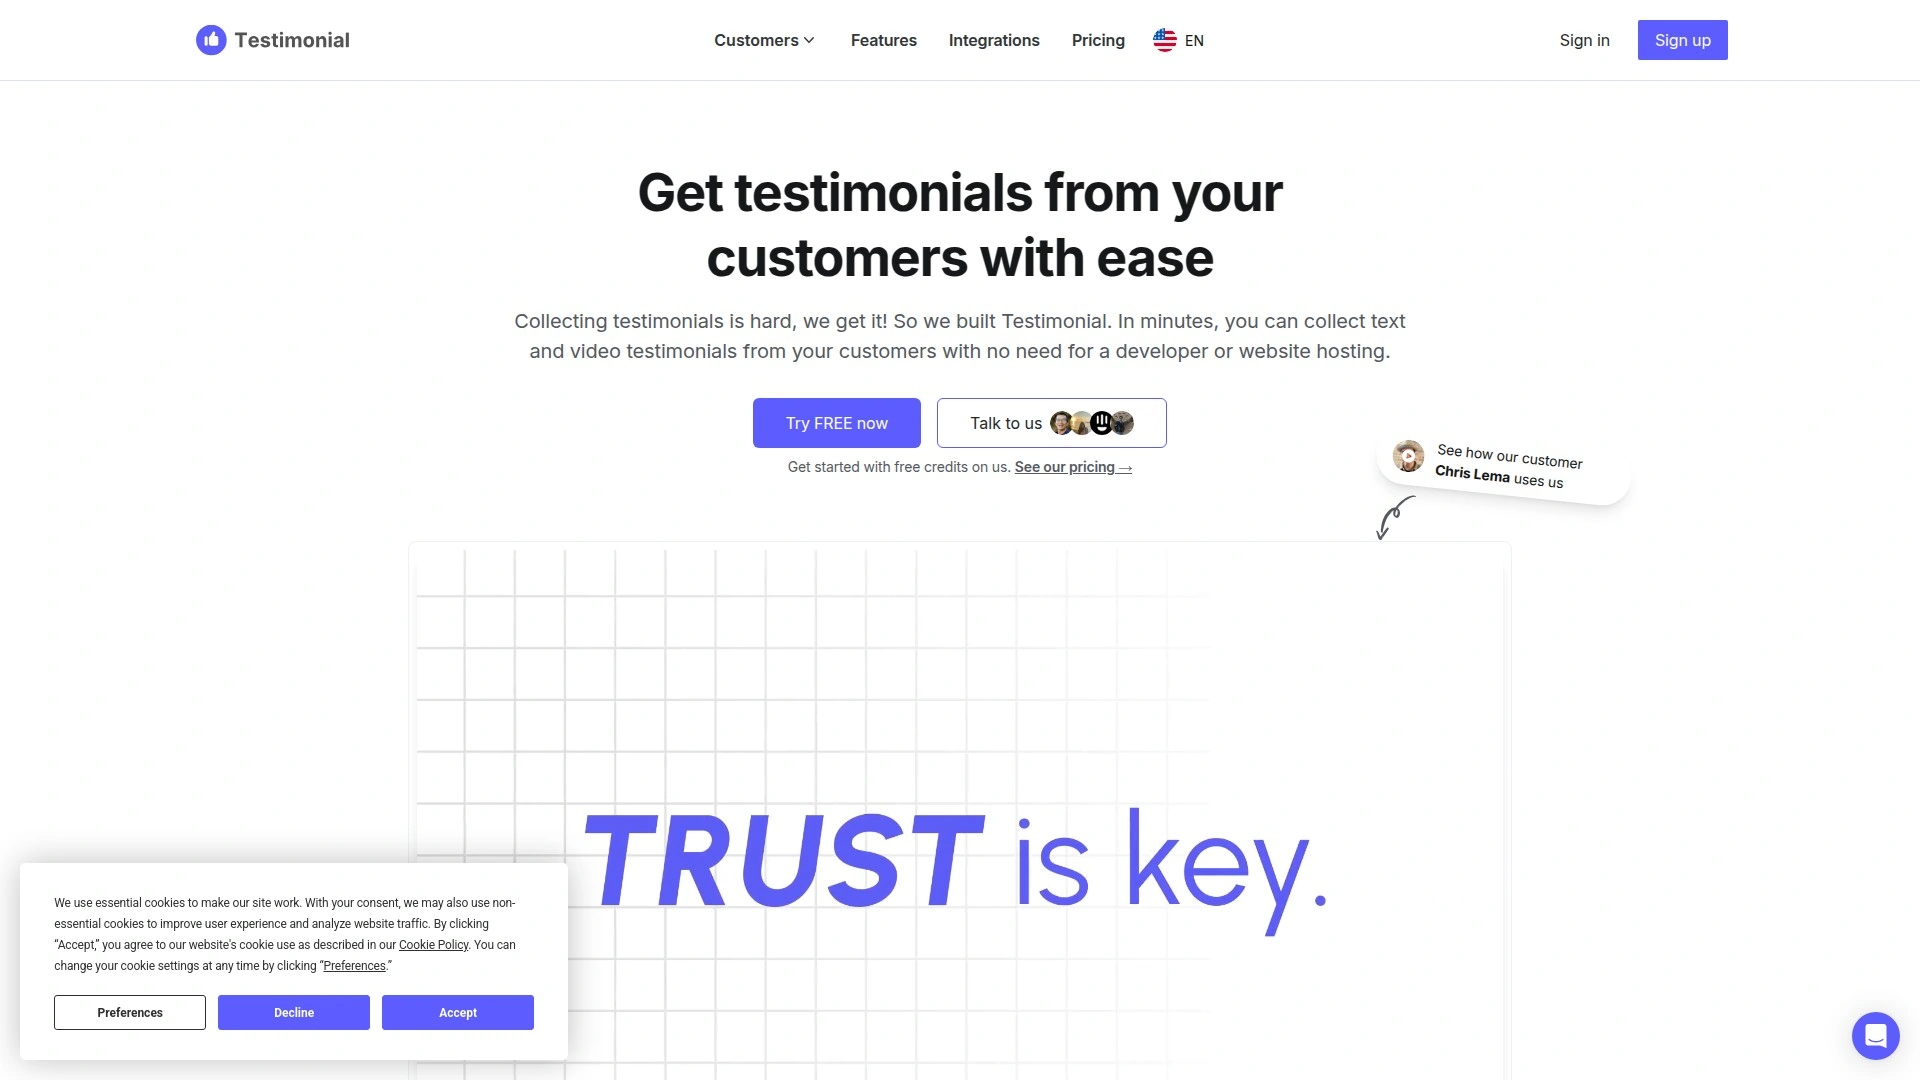 Testimonial
Customers
Features
Integrations
Pricing
EN
Sign in
Sign up
Get testimonials from your
customers with ease
Collecting testimonials is hard, we get it! So we built Testimonial. In minutes, you can collect text
and video testimonials from your customers with no need for a developer or website hosting.
Try FREE now
Talk to us
Get started with free credits on us. See our pricing →
See how our customer
Chris Lema uses us
TRUST is key.
We use essential cookies to make our site work. With your consent, we may also use non-
essential cookies to improve user experience and analyze website traffic. By clicking
“Accept,” you agree to our website's cookie use as described in our Cookie Policy. You can
change your cookie settings at any time by clicking “Preferences.”
Preferences
Decline
Accept